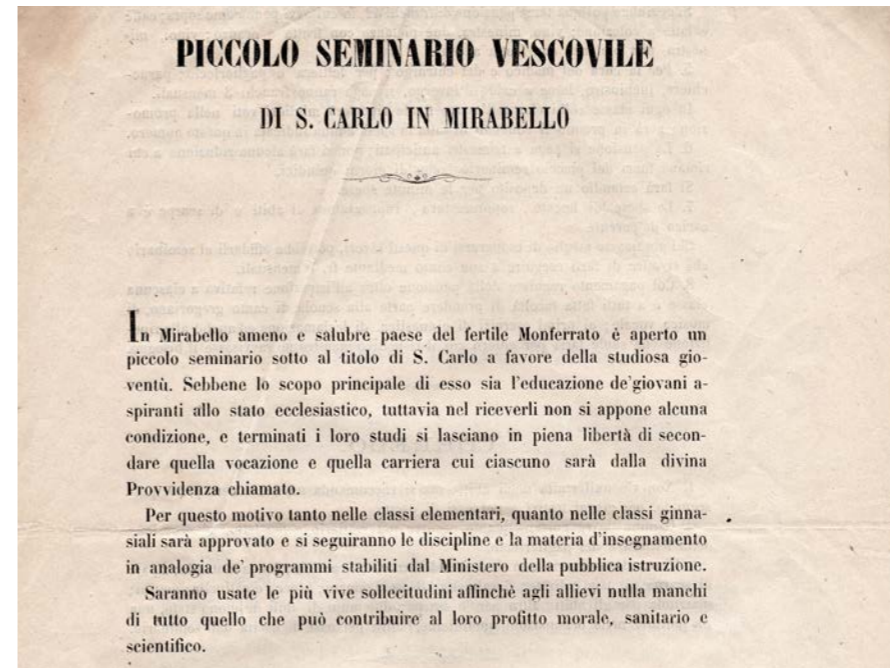 PICCOLO SEMINARIO VESCOVILE
DI S. CARLO IN MIRABELLO
In Mirabello ameno e salubre paese del fertile Monferrato è aperto un
piccolo seminario sotto al titolo di S. Carlo a favore della studiosa gio-
ventù. Sebbene lo scopo principale di esso sia l'educazione de'giovani a-
spiranti allo stato ecclesiastico, tuttavia nel riceverli non si appone alcuna
condizione, e terminati i loro studi si lasciano in piena libertà di secon-
dare quella vocazione e quella carriera cui ciascuno sarà dalla divina
Provvidenza chiamato.
Per questo motivo tanto nelle classi elementari, quanto nelle classi ginna-
siali sarà approvato e si seguiranno le discipline e la materia d'insegnamento
in analogia de' programmi stabiliti dal Ministero della pubblica istruzione.
Saranno usate le più vive sollecitudini affinchè agli allievi nulla manchi
di tutto quello che può contribuire al loro profitto morale, sanitario e
scientifico.